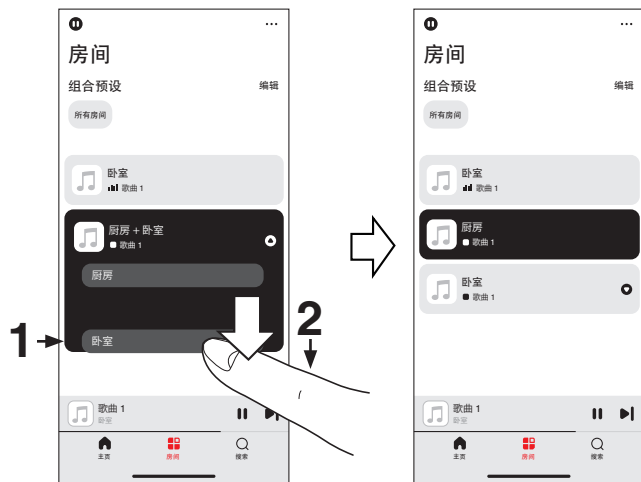 房间
组合预设
编辑
所有房间
卧室
歌曲 1
厨房 + 卧室
歌曲 1
厨房
卧室
1
2
歌曲 1
卧室
主页
房间
搜索
房间
组合预设
编辑
所有房间
卧室
歌曲 1
厨房
歌曲 1
卧室
歌曲 1
歌曲 1
卧室
主页
房间
搜索